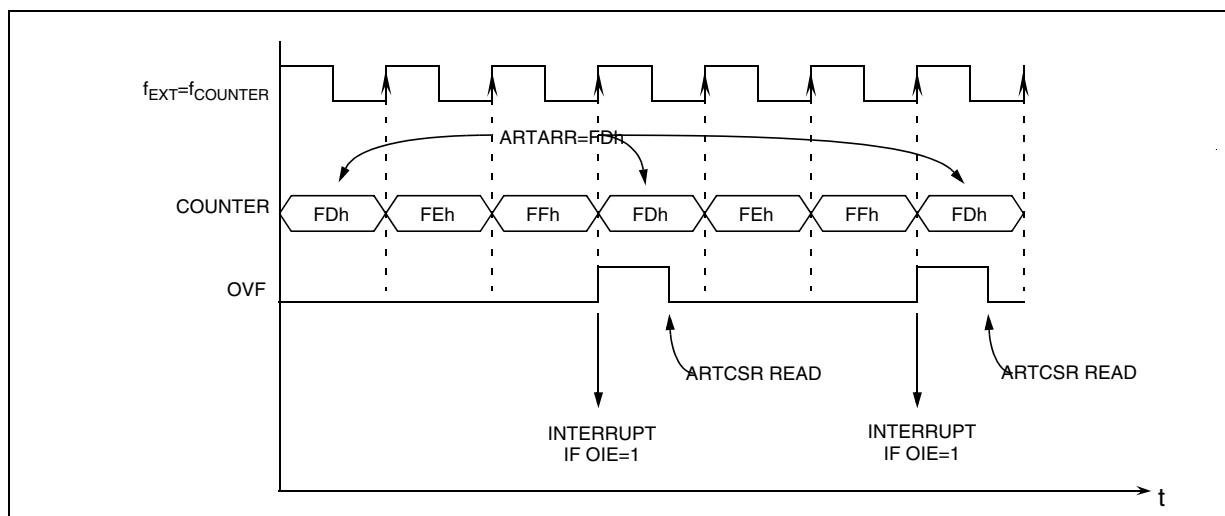 fEXT=fCOUNTER
ARTARR=FDh
COUNTER
FDh
FEh
FFh
FDh
FEh
FFh
FDh
OVF
ARTCSR READ
ARTCSR READ
INTERRUPT
IF OIE=1
INTERRUPT
IF OIE=1
t